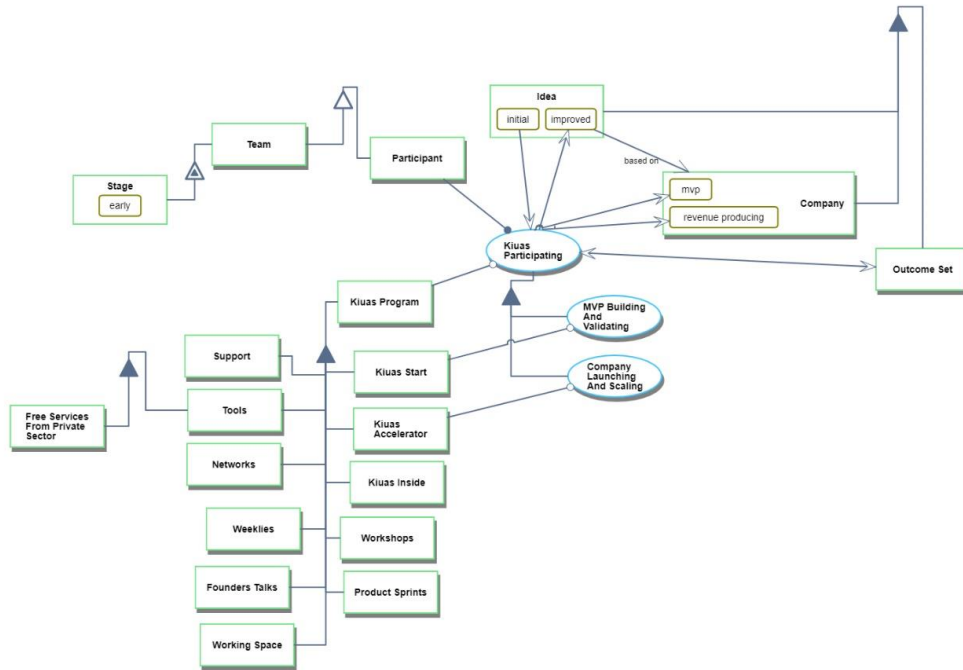 Idea
initial
improved
Team
Participant
based on
Stage
early
mvp
Company
revenue producing
Kiuas
Participating
Outcome Set
Kiuas Program
MVP Building
And
Validating
Support
Kiuas Start
Company
Launching
And Scaling
Free Services
From Private
Sector
Tools
Kiuas
Accelerator
Networks
Kiuas Inside
Weeklies
Workshops
Founders Talks
Product Sprints
Working Space